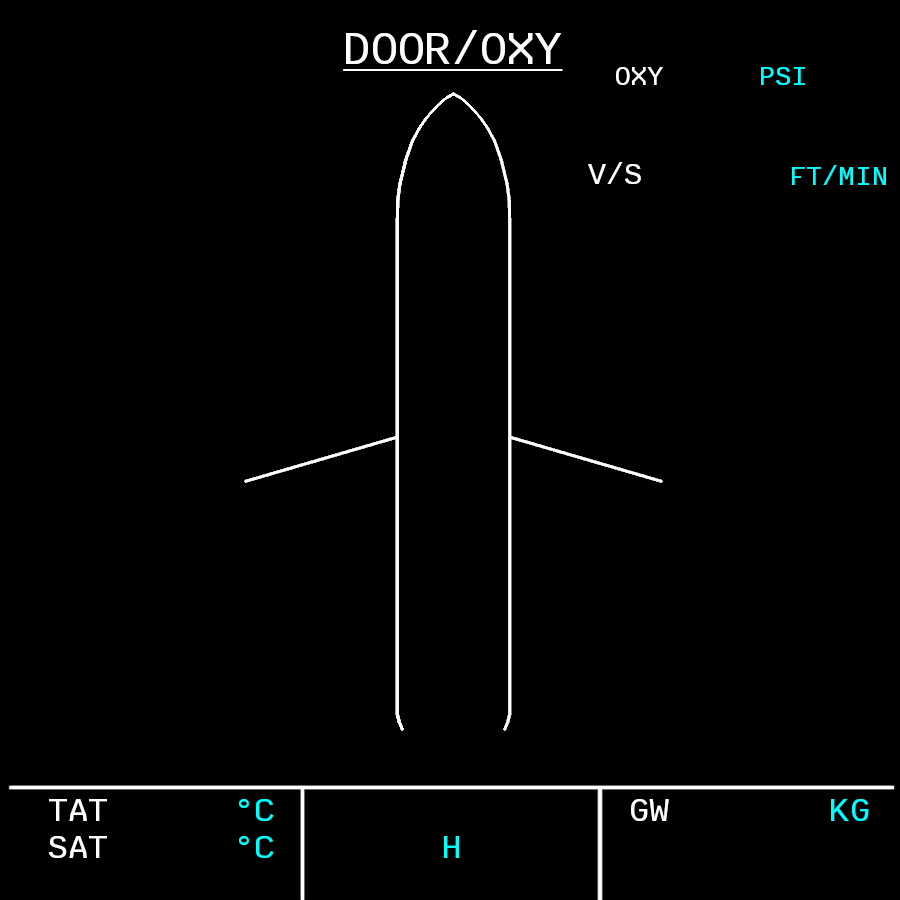 DOOR/OXY
OXY PSI
V/S FT/MIN
TAT °C
SAT °C
H
GW KG